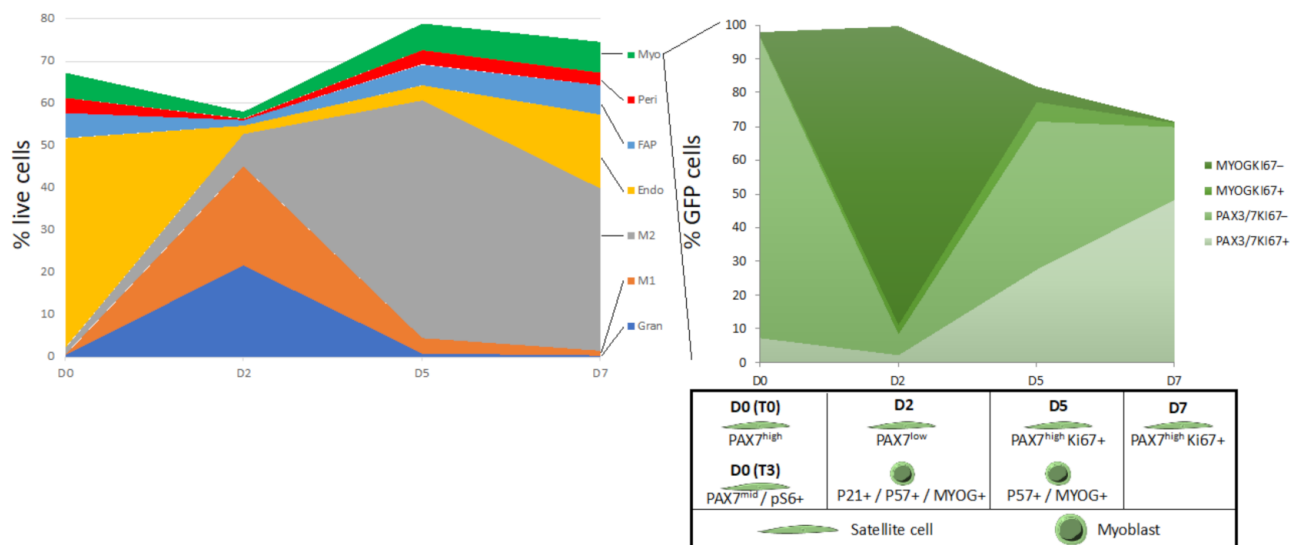 80
70
60
50
40
30
20
10
0
% live cells
D0
D2
D5
D7
Myo
Peri
FAP
Endo
M2
M1
Gran
100
90
80
70
60
50
40
30
20
10
0
% GFP cells
D0
D2
D5
D7
MYOGKI67–
MYOGKI67+
PAX3/7KI67–
PAX3/7KI67+
D0 (T0) D2 D5 D7
PAX7high PAX7low PAX7high Ki67+ PAX7high Ki67+
D0 (T3)
PAX7mid / pS6+ P21+ / P57+ / MYOG+ P57+ / MYOG+
Satellite cell Myoblast